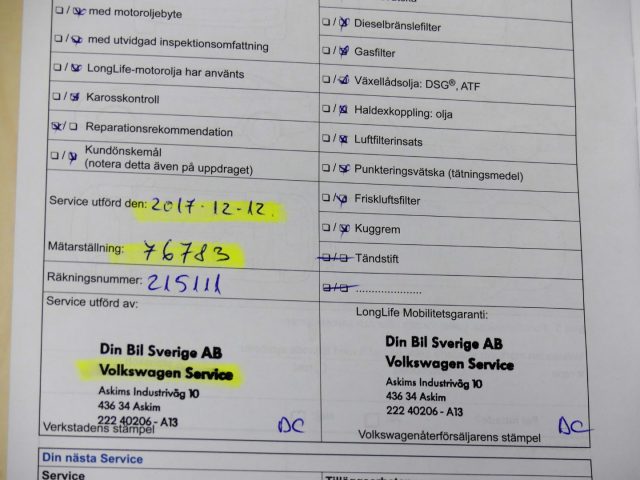 med motoroljebyte
med utvidgad inspektionsomfattning
LongLife-motorolja har använts
Karosskontroll
Reparationsrekommendation
Kundönskemål
(notera detta även på uppdraget)
Service utförd den: 2017-12-12
Mätarställning: 76783
Räkningsnummer: 215111
Service utförd av:
Din Bil Sverige AB
Volkswagen Service
Askims Industriväg 10
436 34 Askim
222 40206 - A13
Verkstadens stämpel
DC
Dieselbränslefilter
Gasfilter
Växellådsolja: DSG®, ATF
Haldexkoppling: olja
Luftfilterinsats
Punkteringsvätska (tätningsmedel)
Friskluftsfilter
Kuggrem
Tändstift
.....................
LongLife Mobilitetsgaranti:
Din Bil Sverige AB
Volkswagen Service
Askims Industriväg 10
436 34 Askim
222 40206 - A13
DC
Volkswagenåterförsäljarens stämpel
Din nästa Service
Service